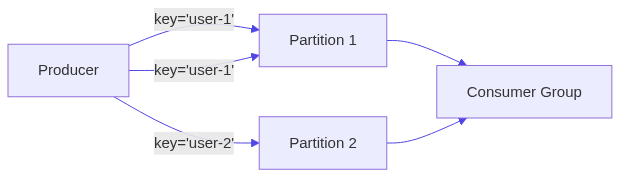 key='user-1'
Partition 1
Producer
key='user-1'
Consumer Group
key='user-2'
Partition 2